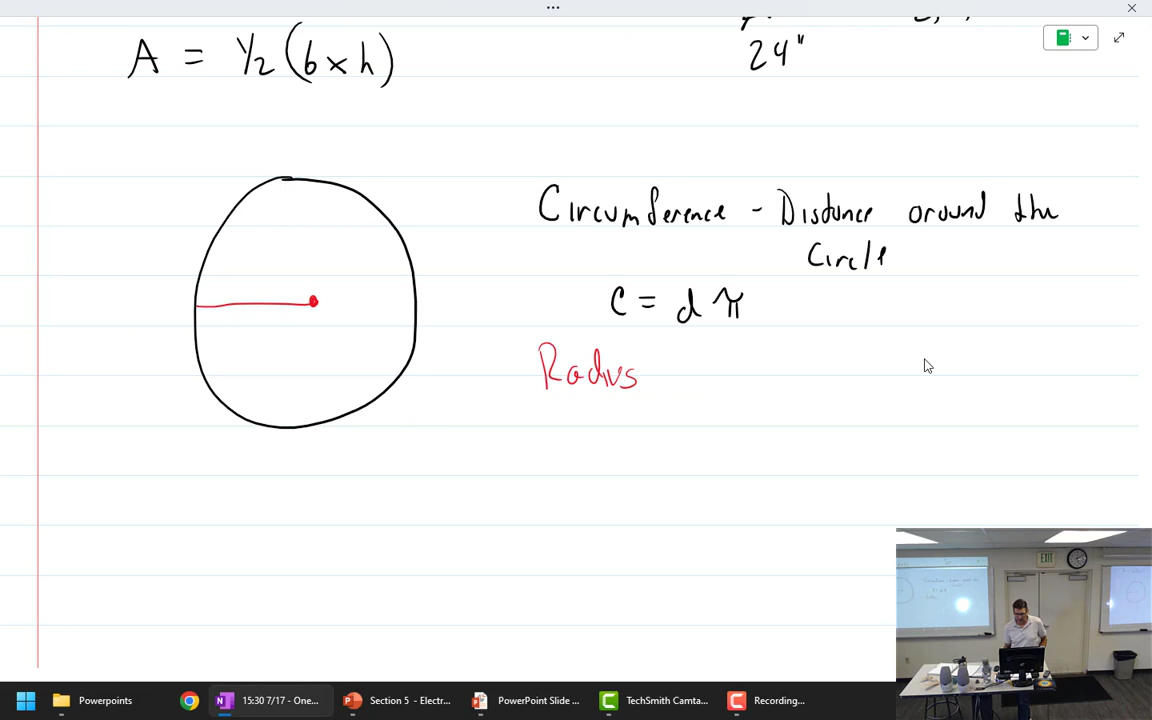 A = ½ (b x h)
24"
Circumference - Distance around the
Circle
C = d π
Radius
EXIT
Powerpoints
15:30 7/17 - One...
Section 5 - Electr...
PowerPoint Slide ...
TechSmith Camta...
Recording...